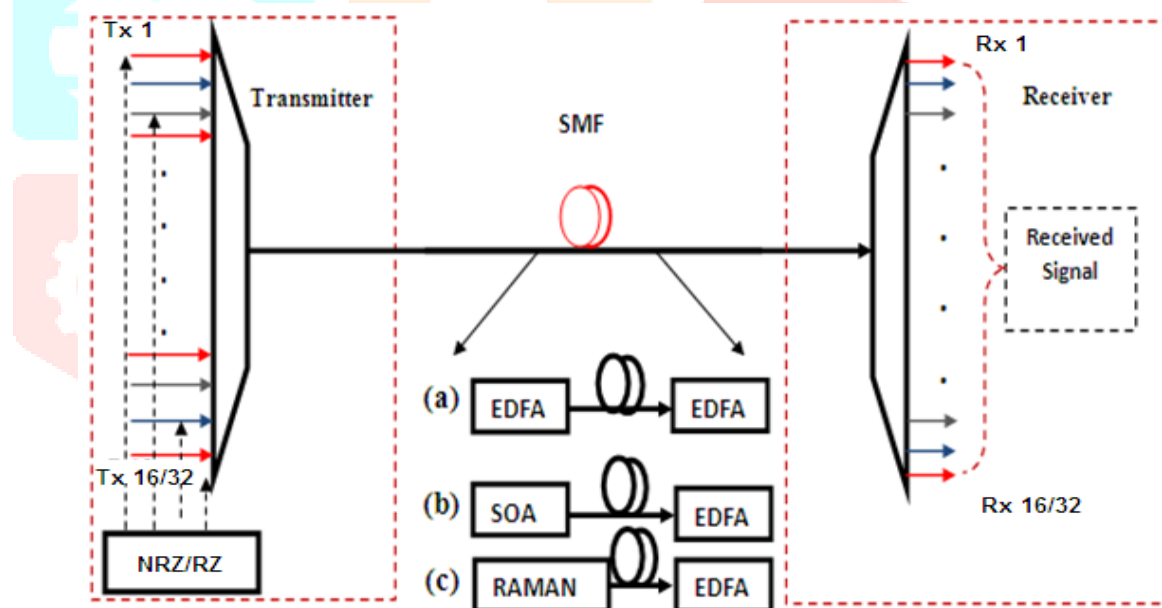 Tx 1
Transmitter
Tx 16/32
NRZ/RZ
SMF
(a) EDFA EDFA
(b) SOA EDFA
(c) RAMAN EDFA
Rx 1
Receiver
Received
Signal
Rx 16/32